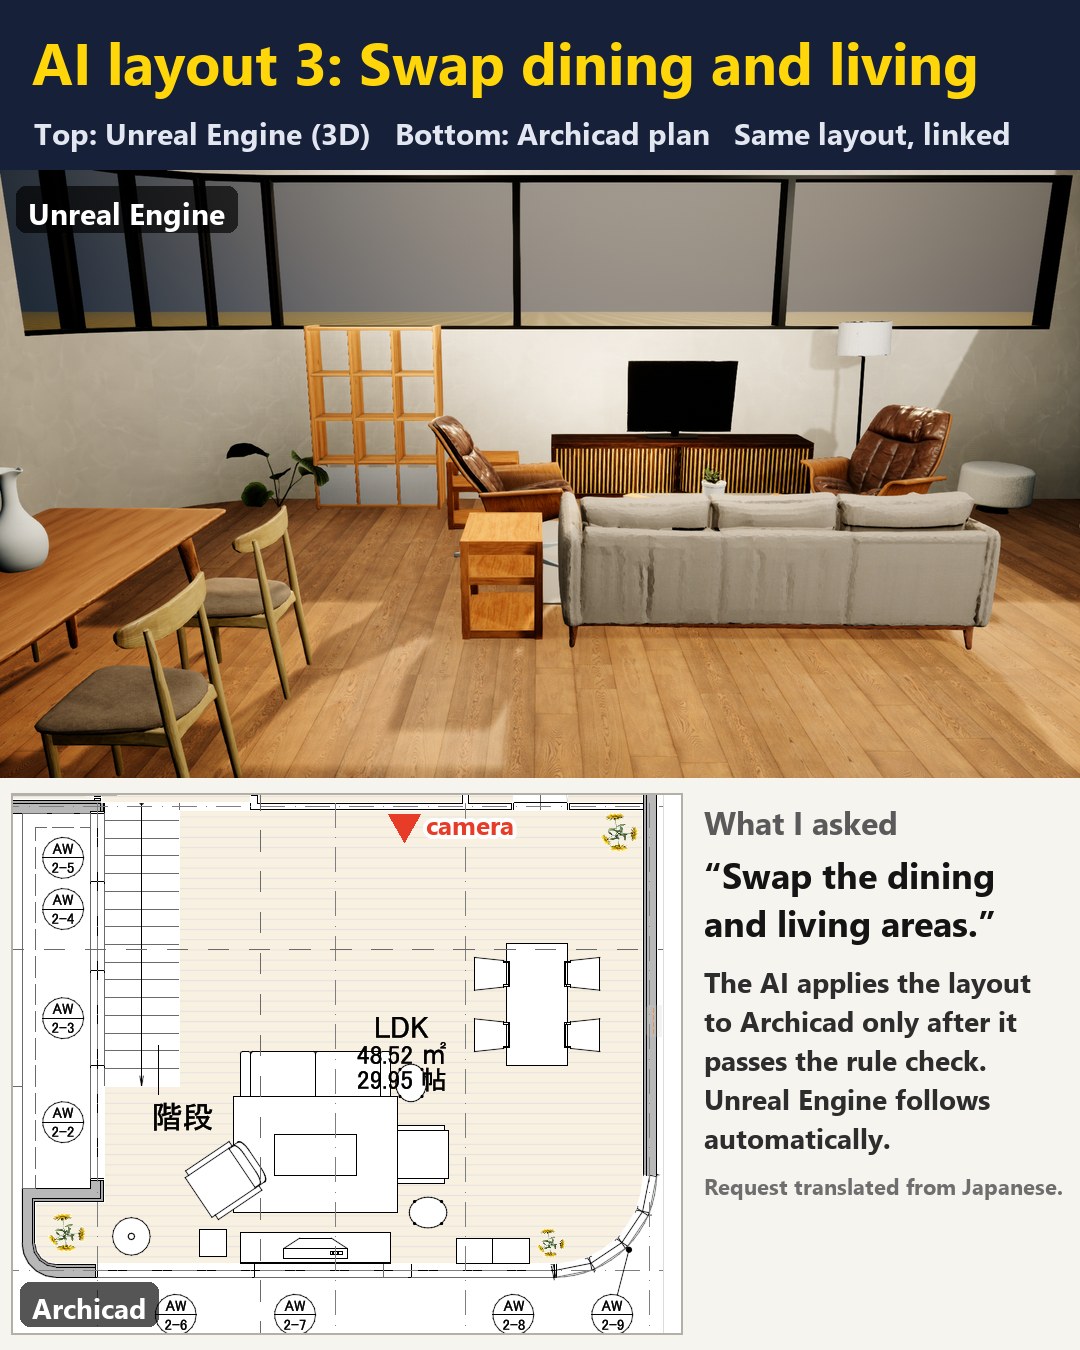 AI layout 3: Swap dining and living
Top: Unreal Engine (3D) Bottom: Archicad plan Same layout, linked
Unreal Engine
camera
AW
2-5
AW
2-4
AW
2-3
AW
2-2
LDK
48.52 ㎡
29.95 帖
階段
Archicad
AW
2-6
AW
2-7
AW
2-8
AW
2-9
What I asked
“Swap the dining
and living areas.”
The AI applies the layout
to Archicad only after it
passes the rule check.
Unreal Engine follows
automatically.
Request translated from Japanese.